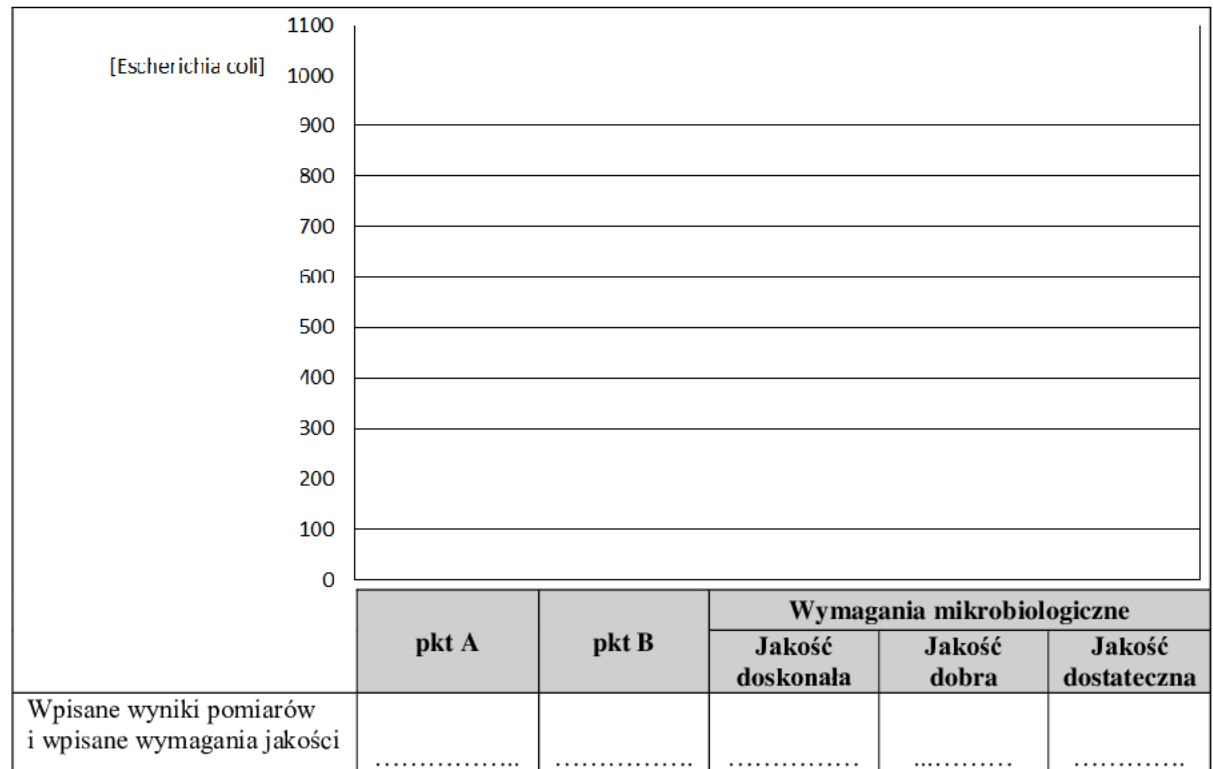 1100
[Escherichia coli]
1000
900
800
700
600
500
400
300
200
100
0
pkt A
pkt B
Wymagania mikrobiologiczne
Jakość
doskonała
Jakość
dobra
Jakość
dostateczna
Wpisane wyniki pomiarów
i wpisane wymagania jakości
……………..
…………….
……………
...………
………….